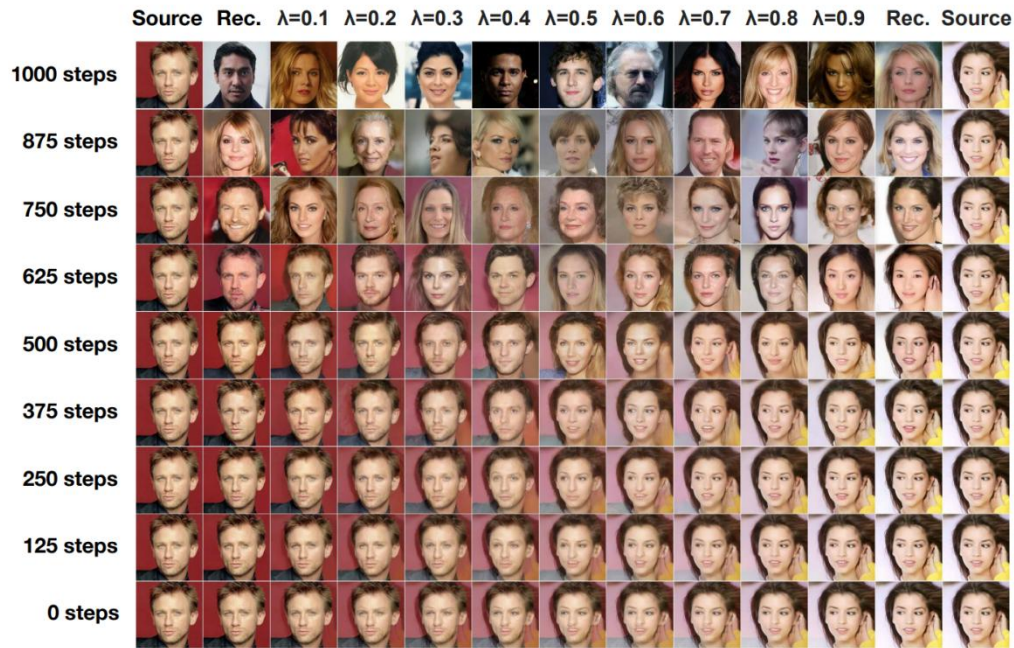 Source Rec. λ=0.1 λ=0.2 λ=0.3 λ=0.4 λ=0.5 λ=0.6 λ=0.7 λ=0.8 λ=0.9 Rec. Source
1000 steps
875 steps
750 steps
625 steps
500 steps
375 steps
250 steps
125 steps
0 steps